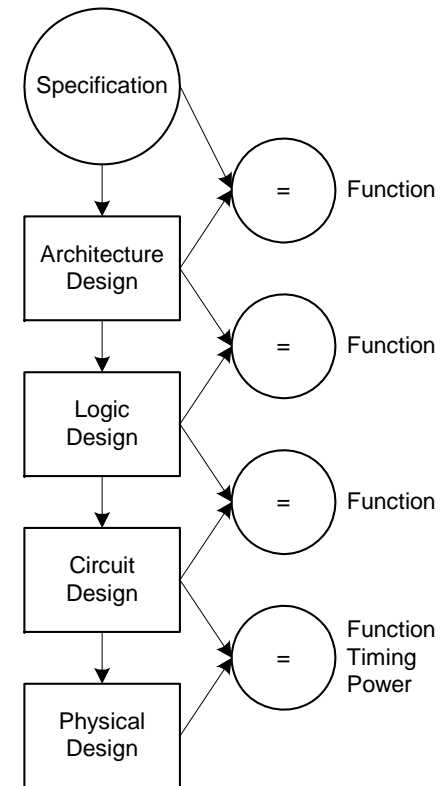 Specification
=
Function
Architecture
Design
=
Function
Logic
Design
=
Function
Circuit
Design
=
Function
Timing
Power
Physical
Design